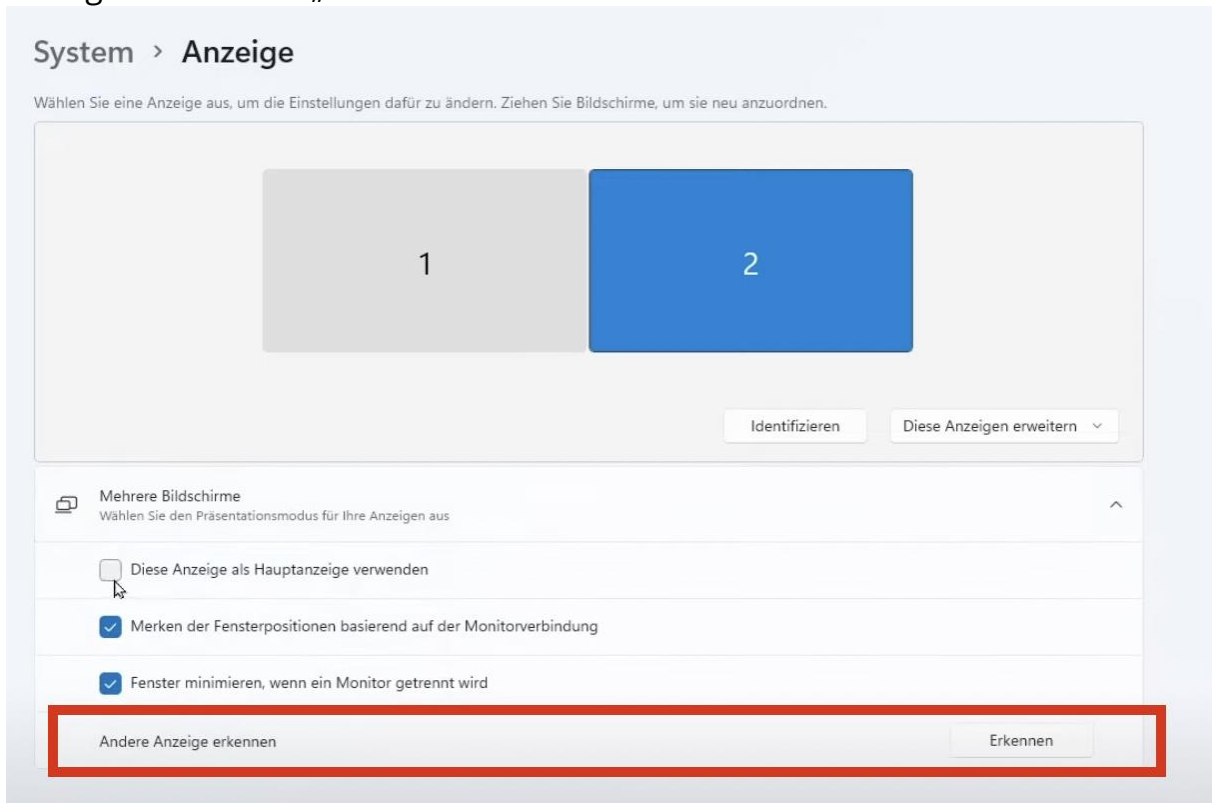 System > Anzeige
Wählen Sie eine Anzeige aus, um die Einstellungen dafür zu ändern. Ziehen Sie Bildschirme, um sie neu anzuordnen.
1
2
Identifizieren
Diese Anzeigen erweitern
Mehrere Bildschirme
Wählen Sie den Präsentationsmodus für Ihre Anzeigen aus
Diese Anzeige als Hauptanzeige verwenden
Merken der Fensterpositionen basierend auf der Monitorverbindung
Fenster minimieren, wenn ein Monitor getrennt wird
Andere Anzeige erkennen
Erkennen